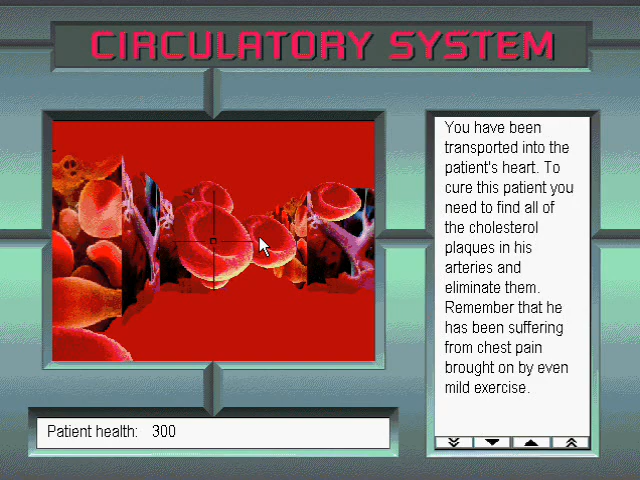 CIRCULATORY SYSTEM
You have been
transported into the
patient's heart. To
cure this patient you
need to find all of
the cholesterol
plaques in his
arteries and
eliminate them.
Remember that he
has been suffering
from chest pain
brought on by even
mild exercise.
Patient health: 300